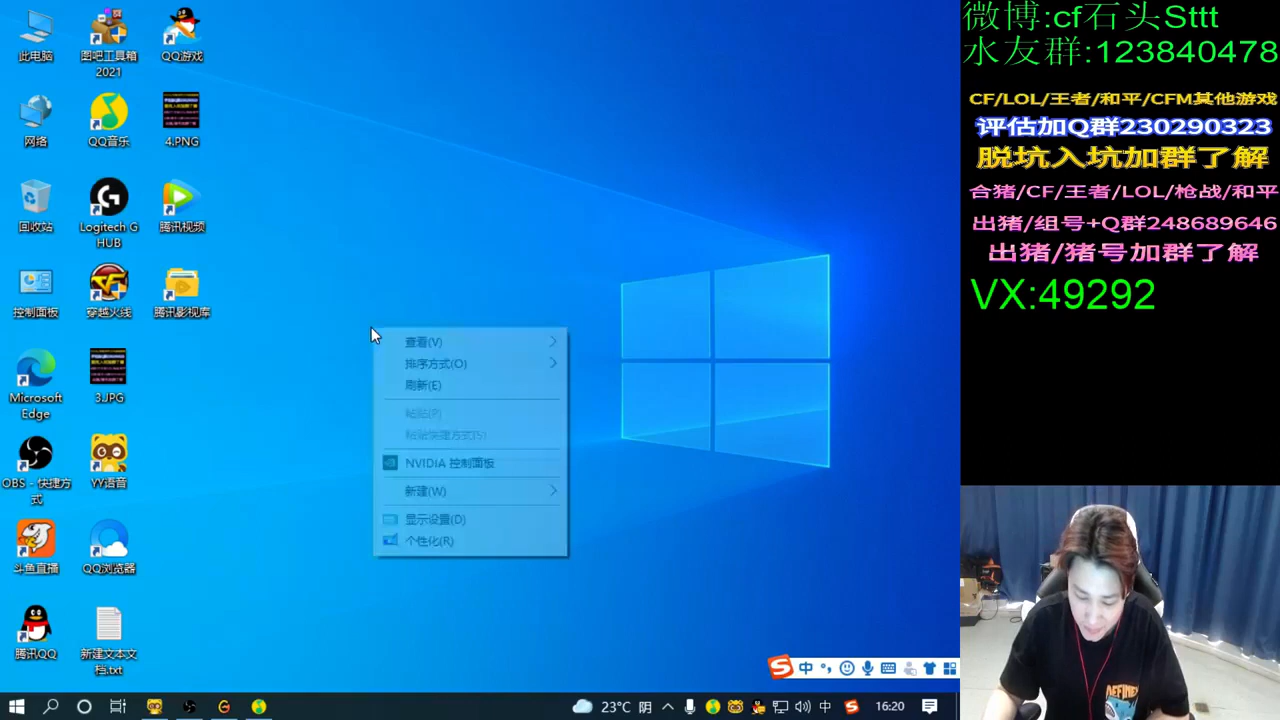 此电脑
图吧工具箱
2021
QQ游戏
网络
QQ音乐
4.PNG
回收站
Logitech G
HUB
腾讯视频
控制面板
穿越火线
腾讯影视库
Microsoft
Edge
3.JPG
OBS - 快捷方
式
YY语音
斗鱼直播
QQ浏览器
腾讯QQ
新建文本文
档.txt
查看(V)
排序方式(O)
刷新(E)
粘贴(P)
粘贴快捷方式(S)
NVIDIA 控制面板
新建(W)
显示设置(D)
个性化(R)
中
23°C 阴
中
16:20
微博:cf石头Sttt
水友群:123840478
CF/LOL/王者/和平/CFM其他游戏
评估加Q群230290323
脱坑入坑加群了解
合猪/CF/王者/LOL/枪战/和平
出猪/组号+Q群248689646
出猪/猪号加群了解
VX:49292